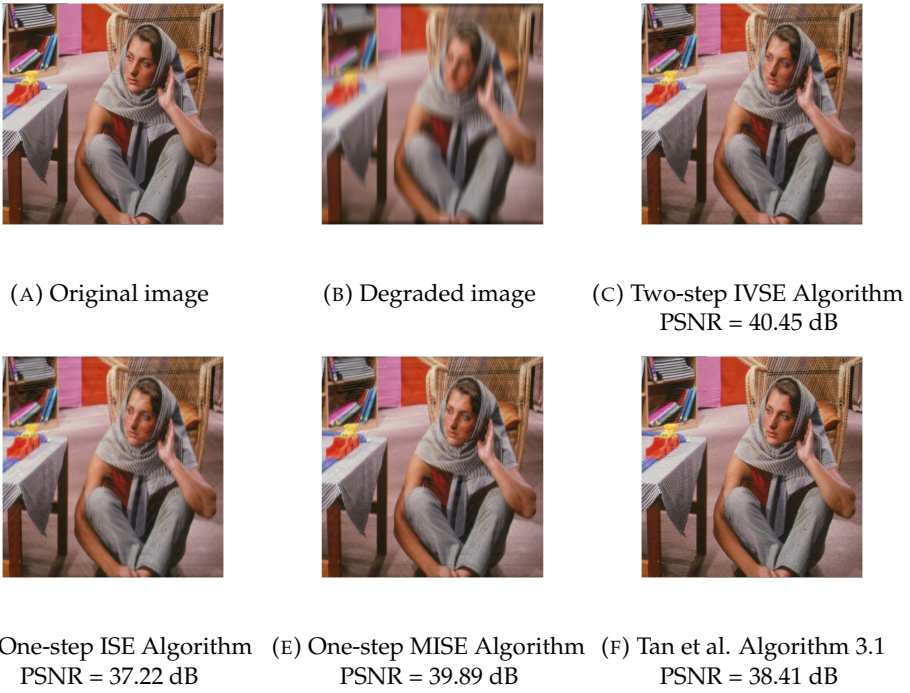 (A) Original image
(B) Degraded image
(C) Two-step IVSE Algorithm
PSNR = 40.45 dB
One-step ISE Algorithm
PSNR = 37.22 dB
(E) One-step MISE Algorithm
PSNR = 39.89 dB
(F) Tan et al. Algorithm 3.1
PSNR = 38.41 dB